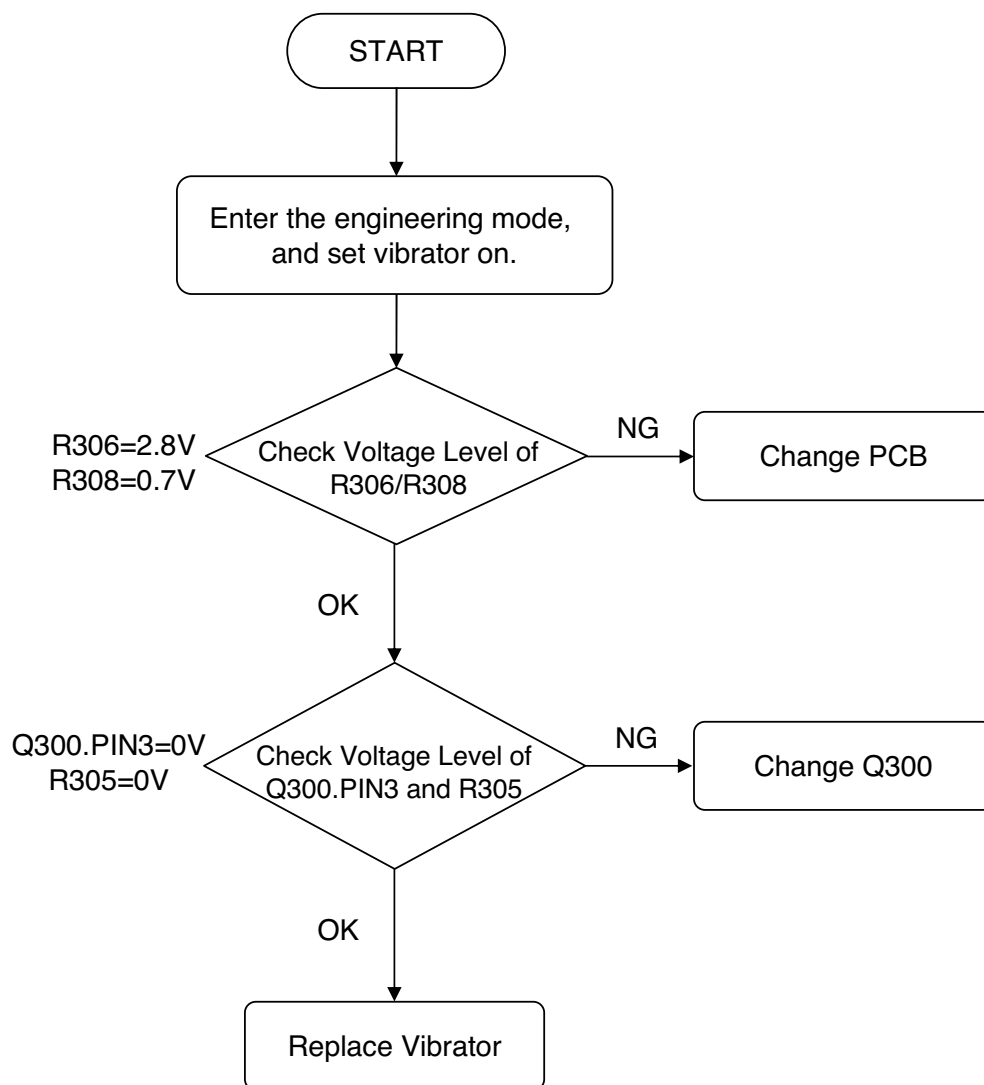 START
Enter the engineering mode,
and set vibrator on.
R306=2.8V
R308=0.7V
Check Voltage Level of
R306/R308
NG
Change PCB
OK
Q300.PIN3=0V
R305=0V
Check Voltage Level of
Q300.PIN3 and R305
NG
Change Q300
OK
Replace Vibrator